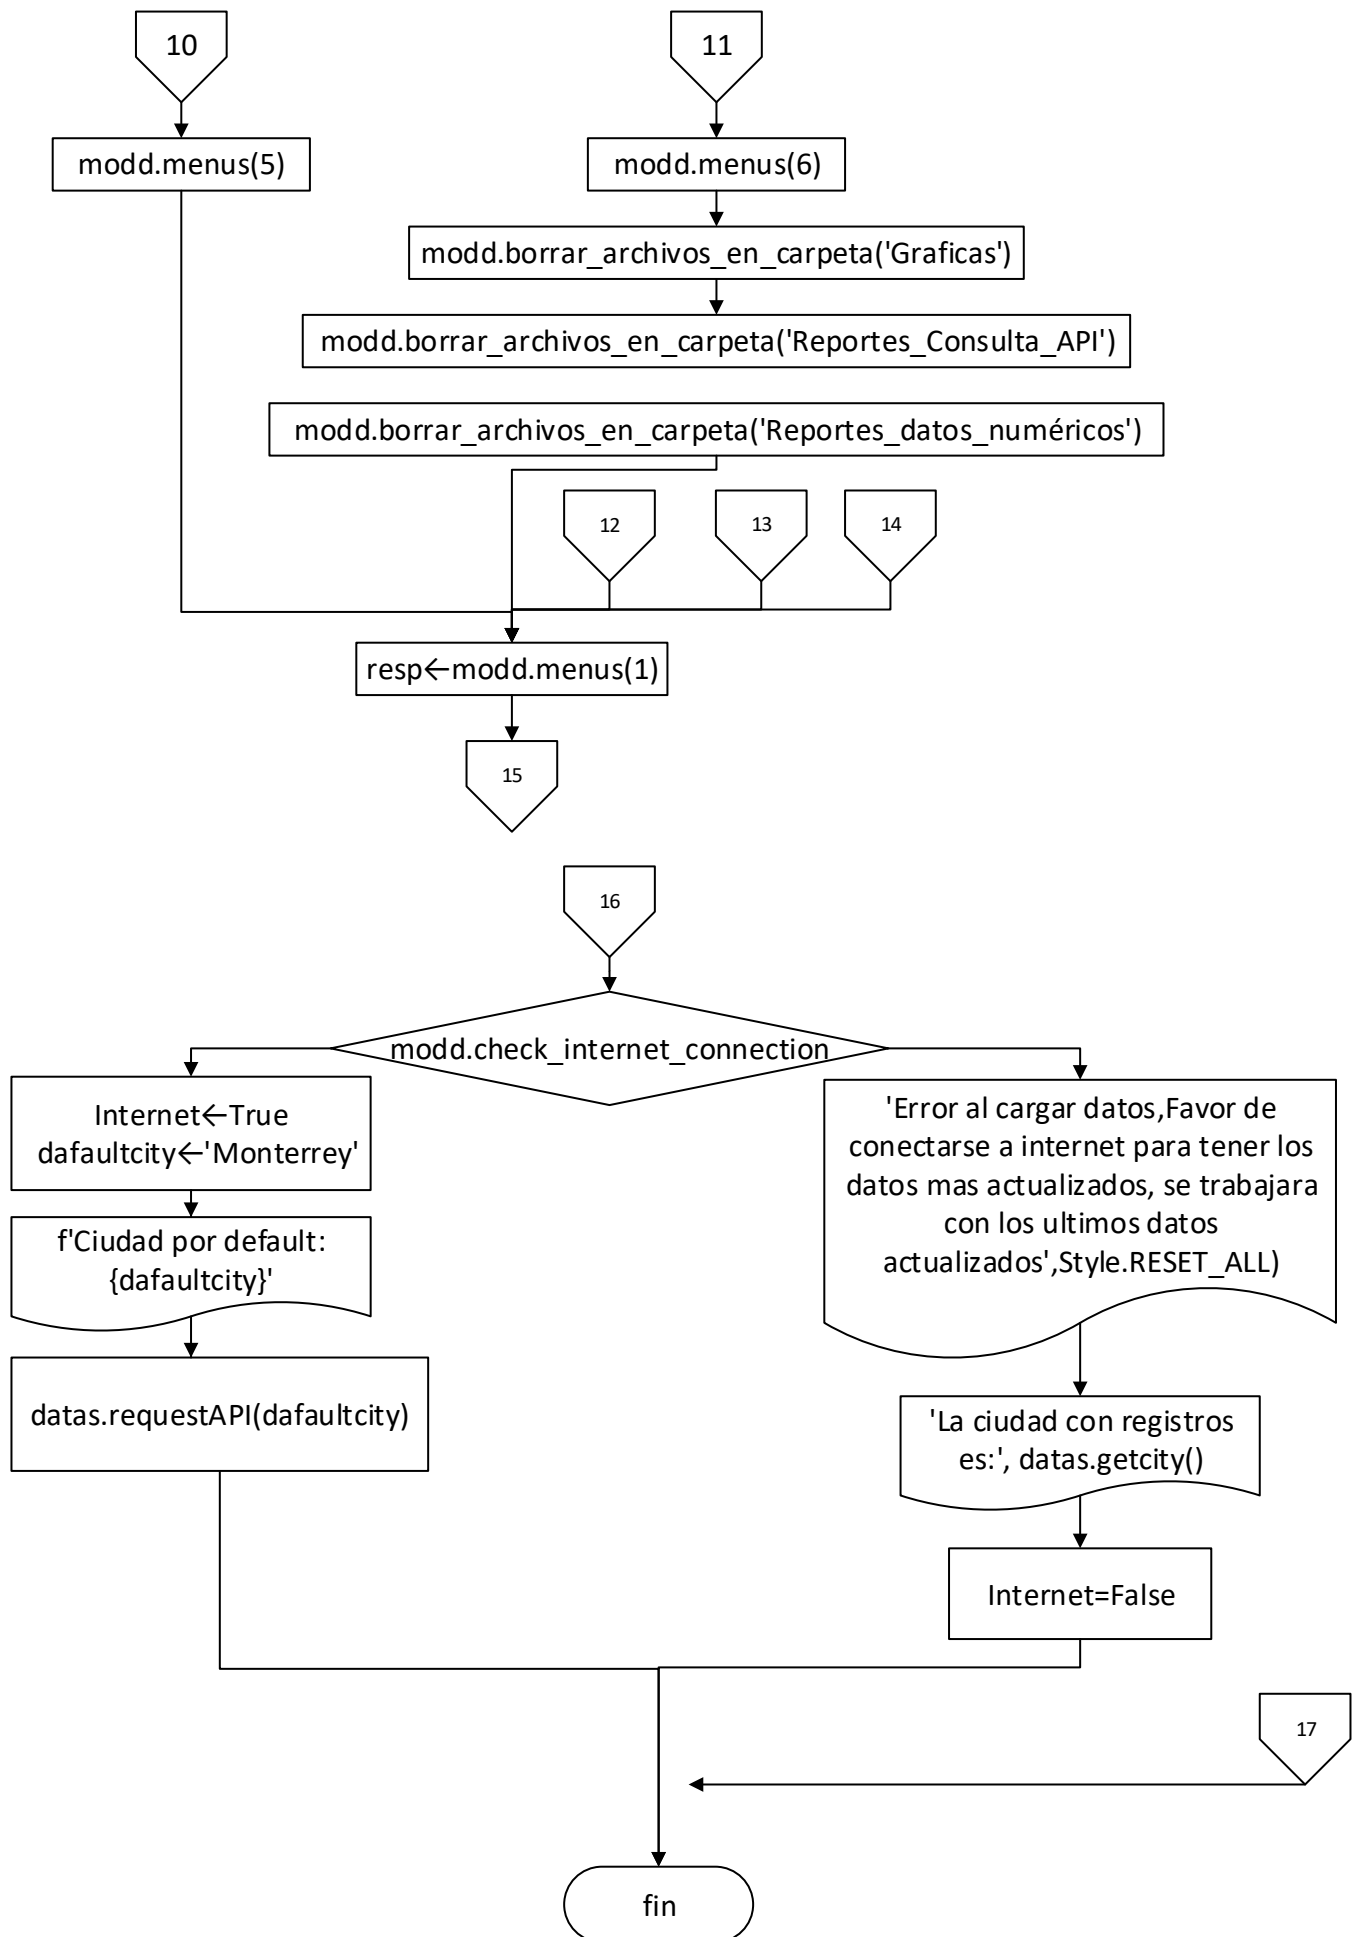 10
11
modd.menus(5)
modd.menus(6)
modd.borrar_archivos_en_carpeta('Graficas')
modd.borrar_archivos_en_carpeta('Reportes_Consulta_API')
modd.borrar_archivos_en_carpeta('Reportes_datos_numéricos')
12
13
14
resp←modd.menus(1)
15
16
modd.check_internet_connection
Internet←True
dafaultcity←'Monterrey'
f'Ciudad por default:
{dafaultcity}'
datas.requestAPI(dafaultcity)
'Error al cargar datos,Favor de
conectarse a internet para tener los
datos mas actualizados, se trabajara
con los ultimos datos
actualizados',Style.RESET_ALL)
'La ciudad con registros
es:', datas.getcity()
Internet=False
17
fin